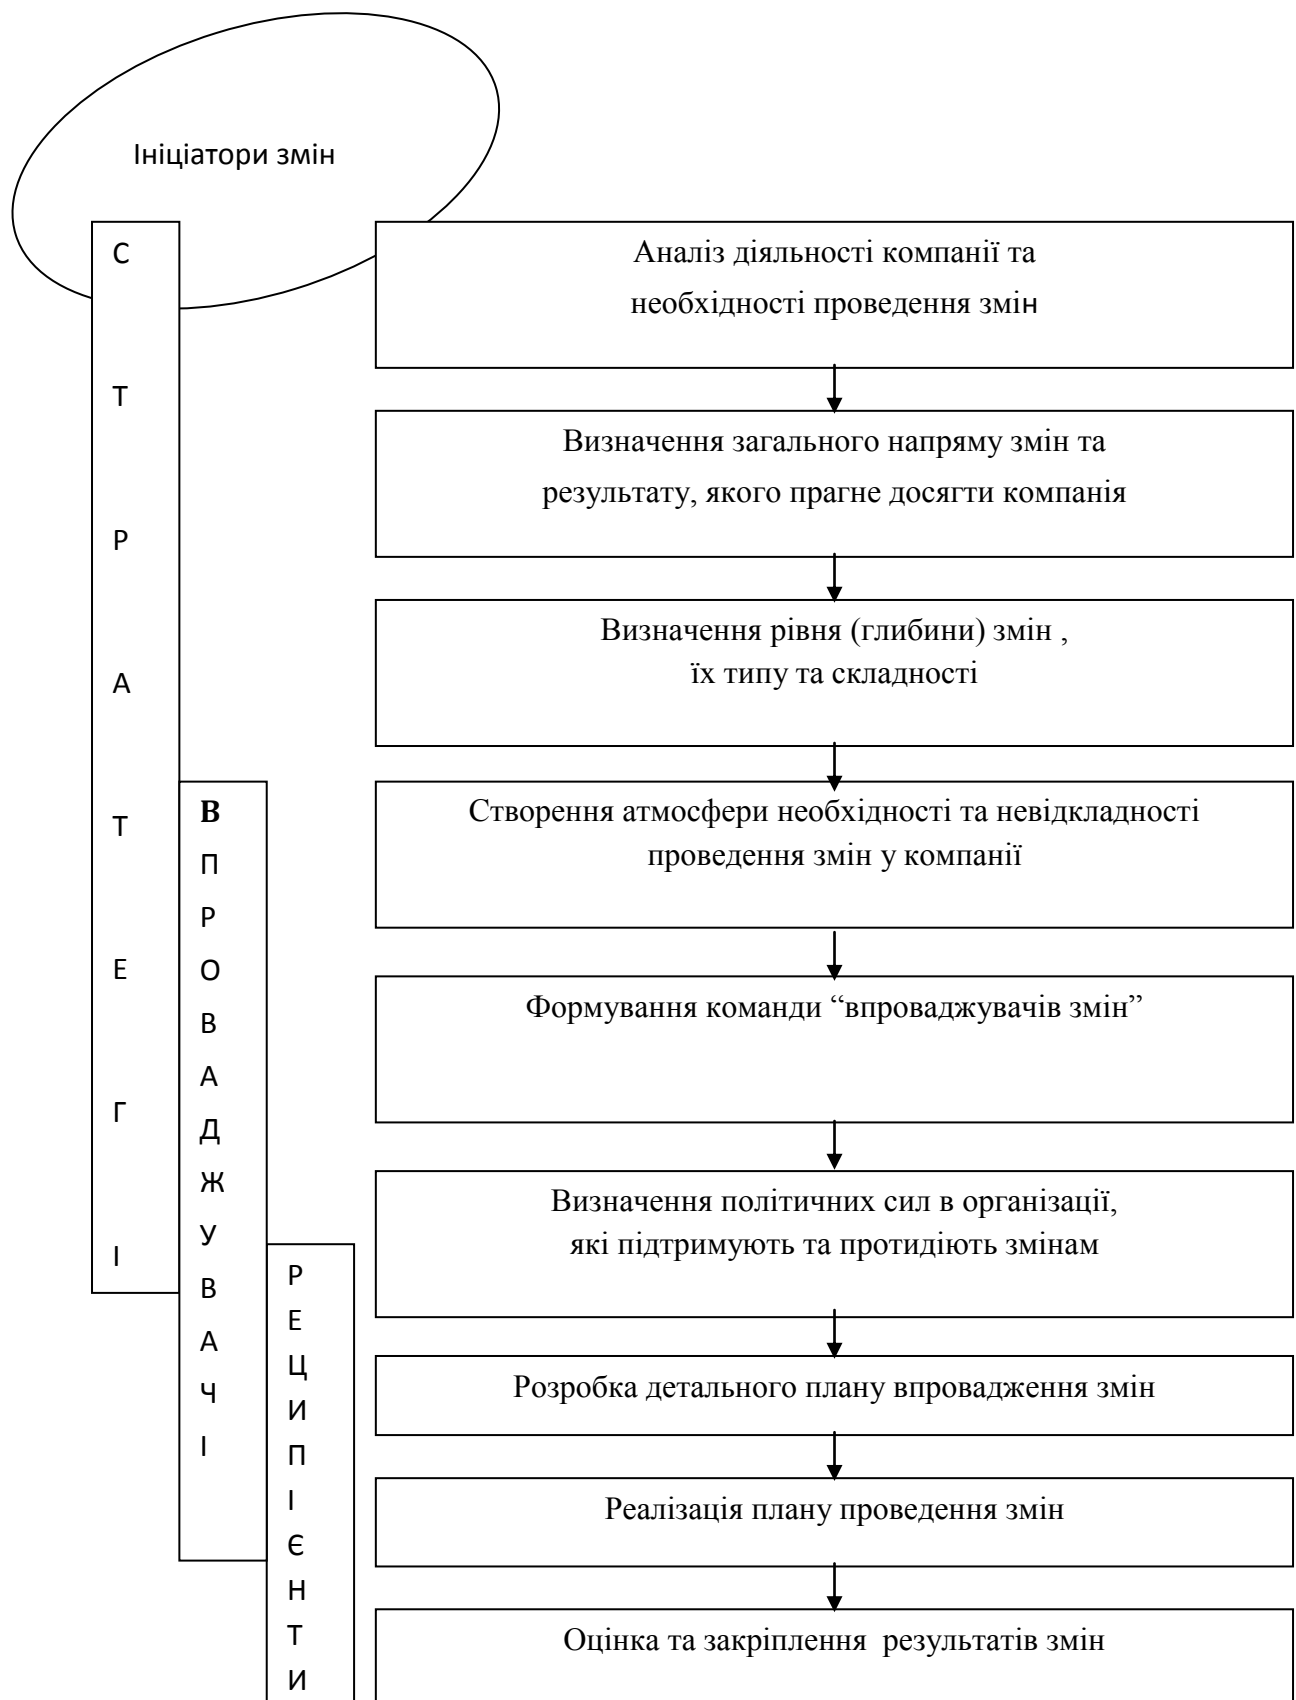 Ініціатори змін
СТРАТЕГІ
ВПРОВАДЖУВАЧІ
РЕЦИПІЄНТИ
Аналіз діяльності компанії та
необхідності проведення змін
Визначення загального напряму змін та
результату, якого прагне досягти компанія
Визначення рівня (глибини) змін ,
їх типу та складності
Створення атмосфери необхідності та невідкладності
проведення змін у компанії
Формування команди “впроваджувачів змін”
Визначення політичних сил в організації,
які підтримують та протидіють змінам
Розробка детального плану впровадження змін
Реалізація плану проведення змін
Оцінка та закріплення результатів змін